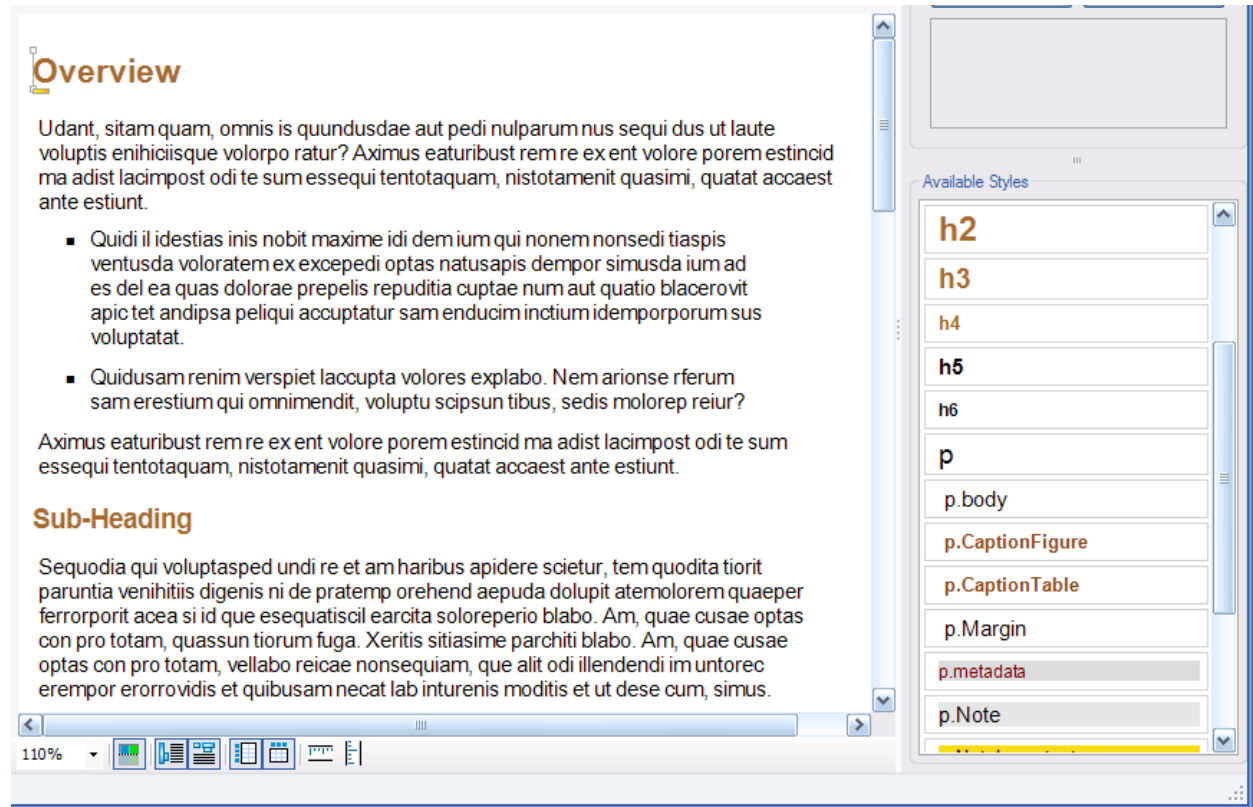 Overview
Udant, sitam quam, omnis is quundusdae aut pedi nulparum nus sequi dus ut laute
voluptis enihiciisque volorpo ratur? Aximus eaturibust rem re ex ent volore porem estincid
ma adist lacimpost odi te sum essequi tentotaquam, nistotamenit quasimi, quatat accaest
ante estiunt.
▪ Quidi il idestias inis nobit maxime idi dem ium qui nonem nonsedi tiaspis
ventusda voloratem ex excepedi optas natusapis dempor simusda ium ad
es del ea quas dolorae prepelis repuditia cuptae num aut quatio blacerovit
apic tet andipsa peliqui accuptatur sam enducim inctium idemporporum sus
voluptatat.
▪ Quidusam renim verspiet laccupta volores explabo. Nem arionse rferum
sam erestium qui omnimendit, voluptu scipsun tibus, sedis molorep reiur?
Aximus eaturibust rem re ex ent volore porem estincid ma adist lacimpost odi te sum
essequi tentotaquam, nistotamenit quasimi, quatat accaest ante estiunt.
Sub-Heading
Sequodia qui voluptasped undi re et am haribus apidere scietur, tem quodita tiorit
paruntia venihitiis digenis ni de pratemp orehend aepuda dolupit atemolorem quaeper
ferrorporit acea si id que esequatiscil earcita soloreperio blabo. Am, quae cusae optas
con pro totam, quassun tiorum fuga. Xeritis sitiasime parchiti blabo. Am, quae cusae
optas con pro totam, vellabo reicae nonsequiam, que alit odi illendendi im untorec
erempor erorrovidis et quibusam necat lab inturenis moditis et ut dese cum, simus.
110%
Available Styles
h2
h3
h4
h5
h6
p
p.body
p.CaptionFigure
p.CaptionTable
p.Margin
p.metadata
p.Note